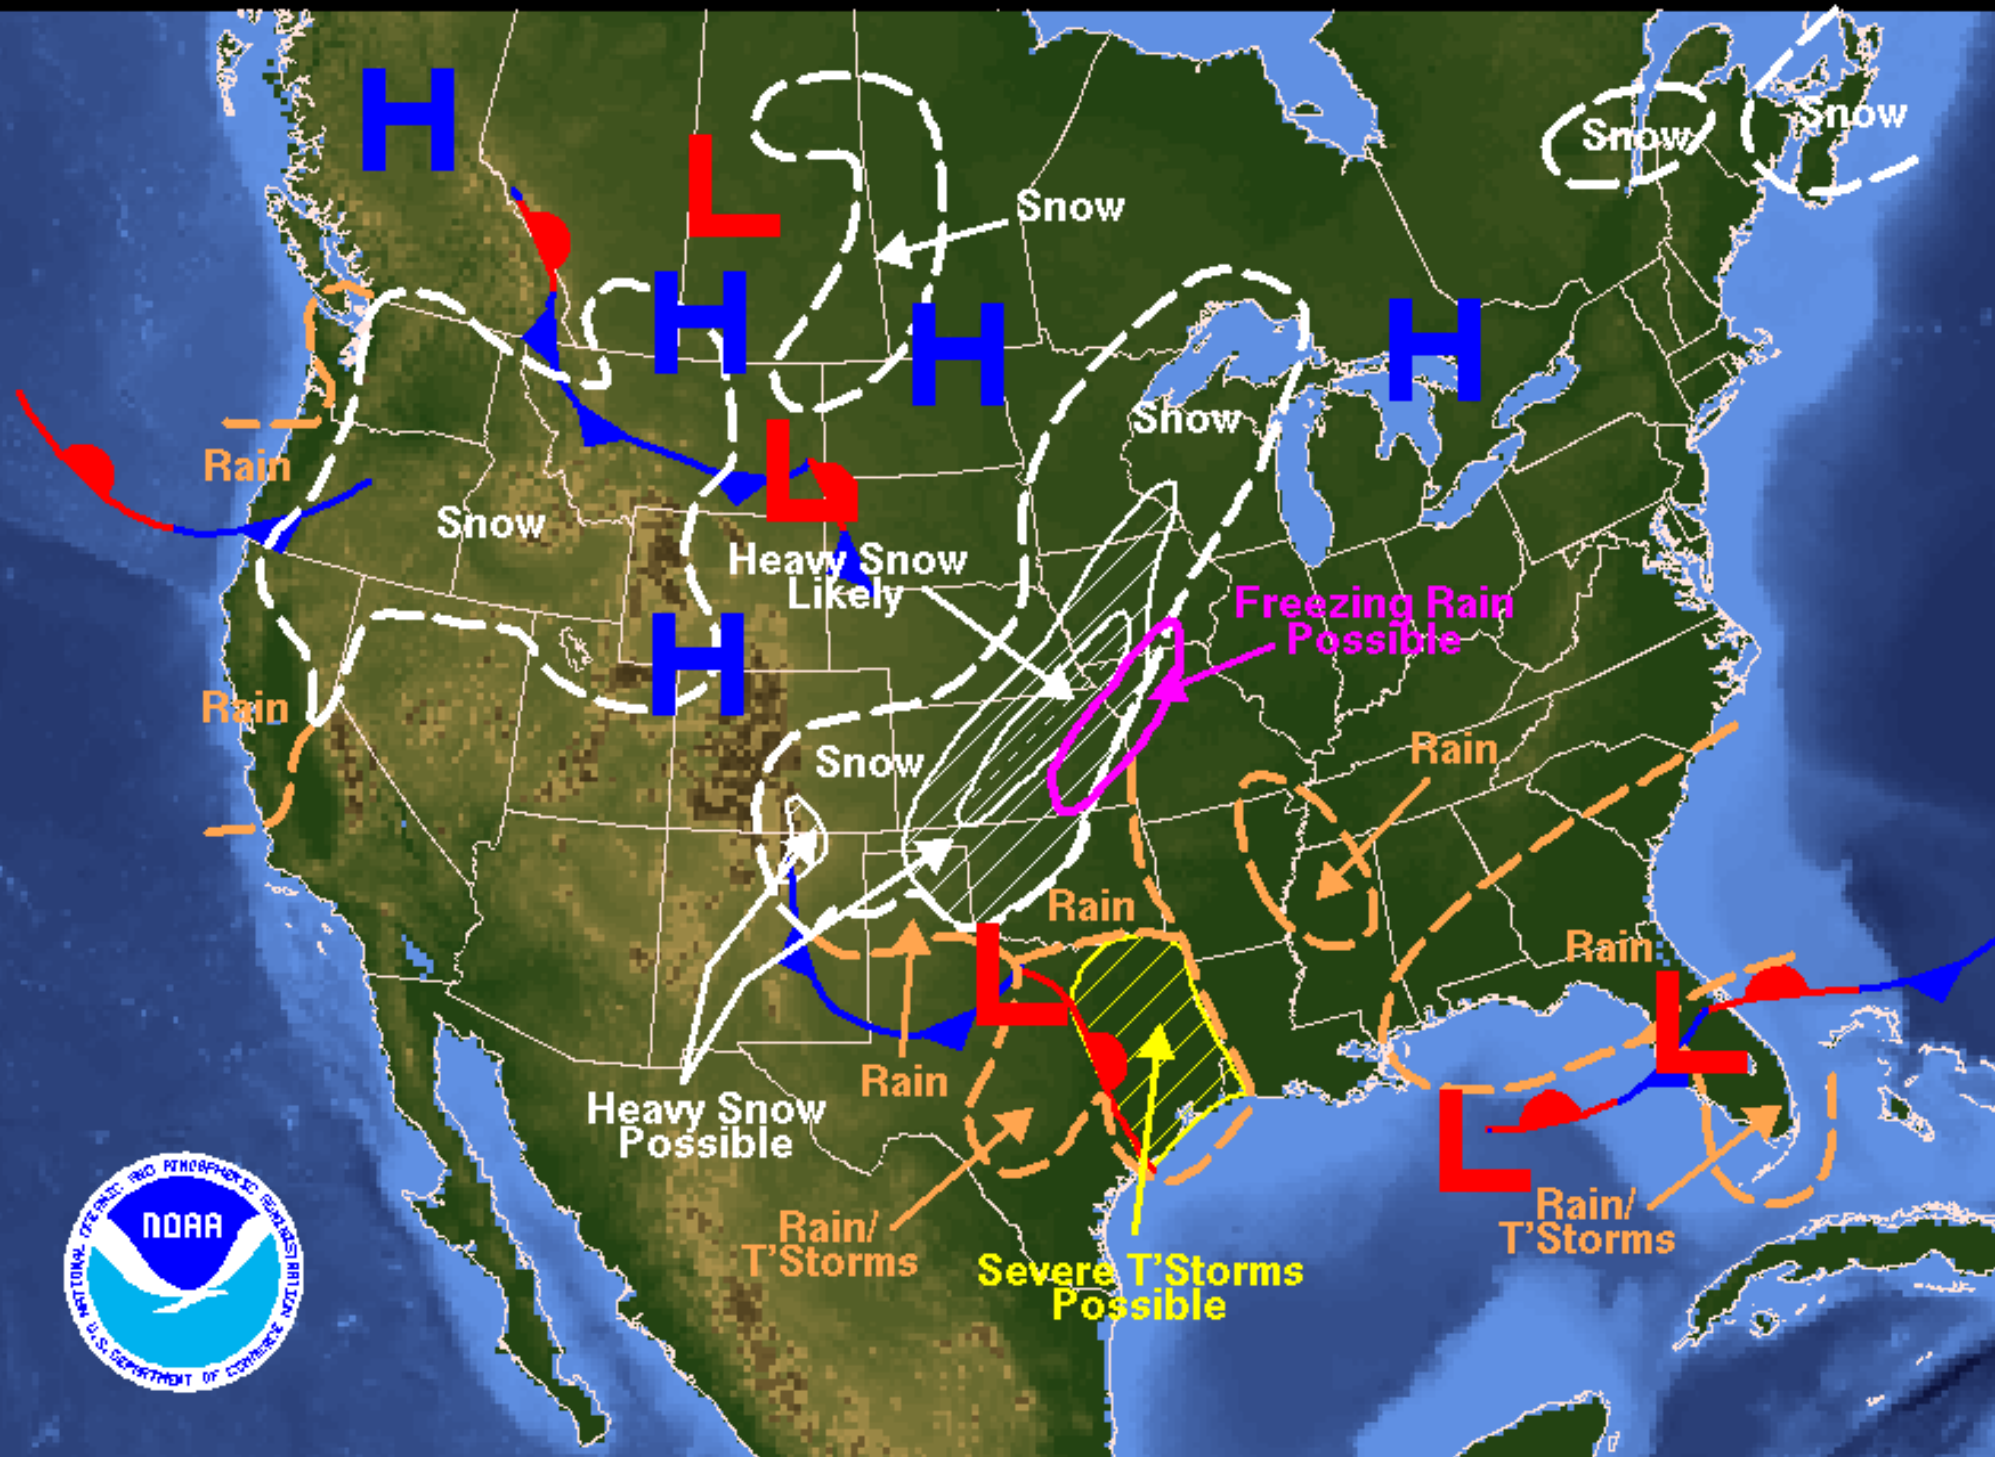 H
L
Snow
Snow
Snow
H
H
H
Snow
Rain
L
Snow
Heavy Snow
Likely
Freezing Rain
Possible
H
Rain
Snow
Rain
Rain
Rain
L
L
Rain
Heavy Snow
Possible
L
Rain/
T'Storms
Rain/
T'Storms
Severe T'Storms
Possible
NATIONAL OCEANIC AND ATMOSPHERIC ADMINISTRATION
NOAA
U.S. DEPARTMENT OF COMMERCE